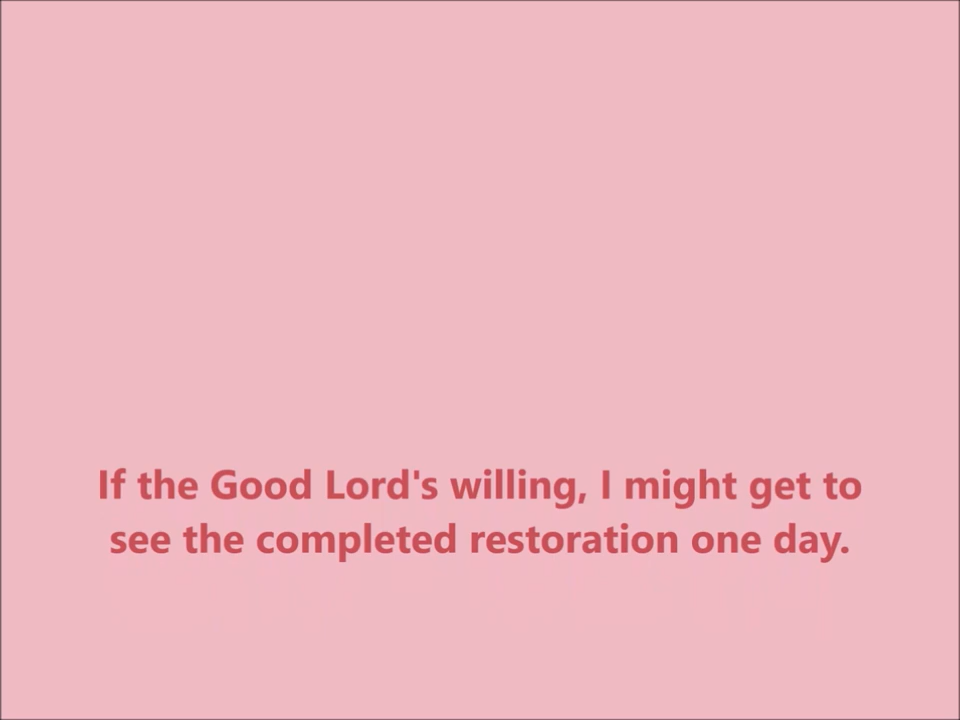 If the Good Lord's willing, I might get to
see the completed restoration one day.